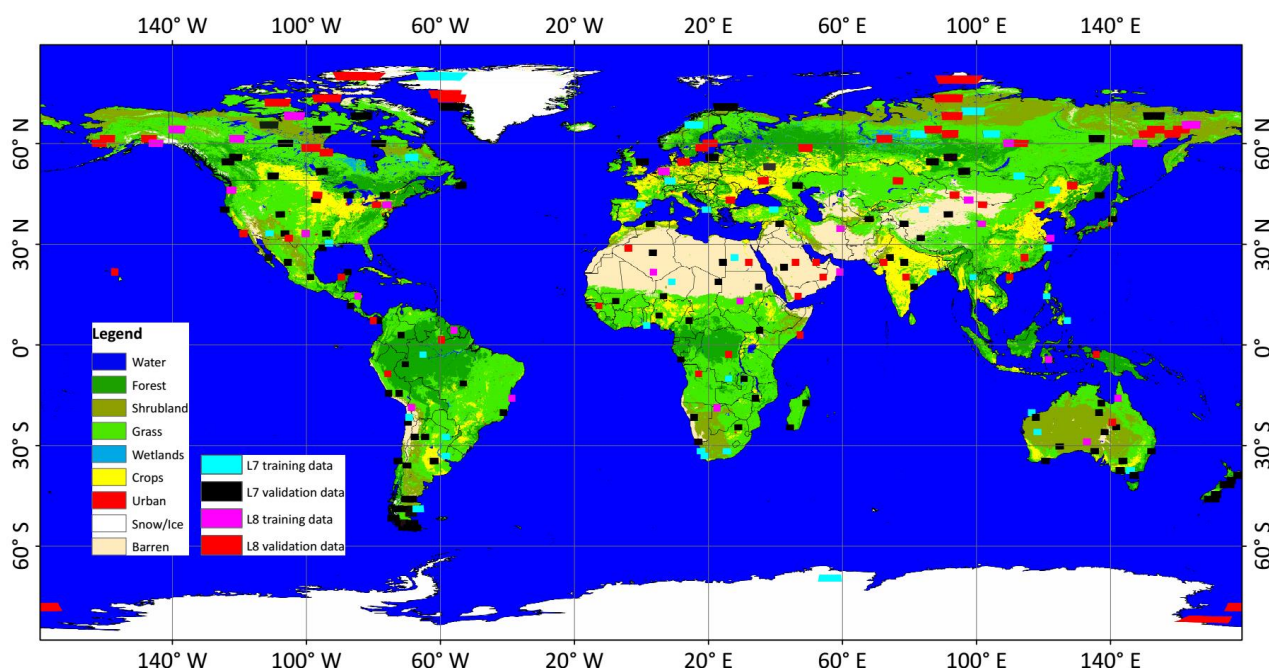 140° W 100° W 60° W 20° W 20° E 60° E 100° E 140° E
60° N 60° N
30° N 30° N
0° 0°
30° S 30° S
60° S 60° S
Legend
Water
Forest
Shrubland
Grass
Wetlands
Crops
Urban
Snow/Ice
Barren
L7 training data
L7 validation data
L8 training data
L8 validation data
140° W 100° W 60° W 20° W 20° E 60° E 100° E 140° E